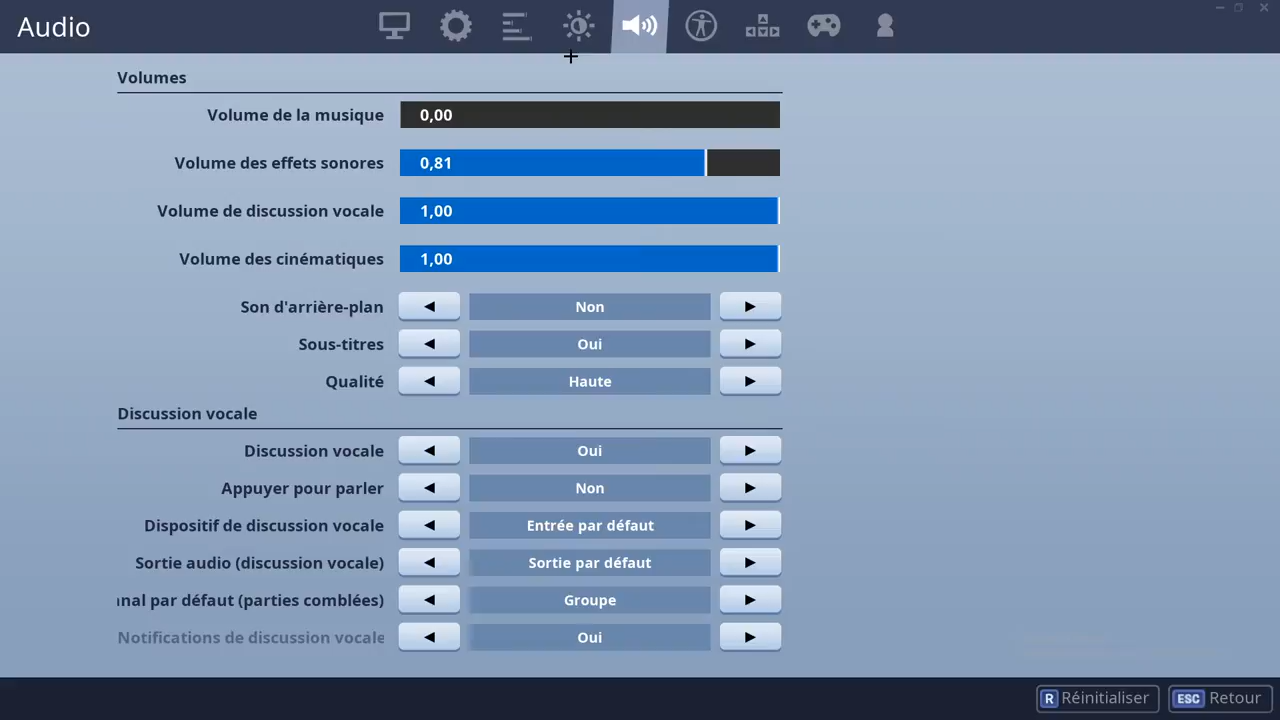 Audio
Volumes
Volume de la musique 0,00
Volume des effets sonores 0,81
Volume de discussion vocale 1,00
Volume des cinématiques 1,00
Son d'arrière-plan Non
Sous-titres Oui
Qualité Haute
Discussion vocale
Discussion vocale Oui
Appuyer pour parler Non
Dispositif de discussion vocale Entrée par défaut
Sortie audio (discussion vocale) Sortie par défaut
nal par défaut (parties comblées) Groupe
Notifications de discussion vocale Oui
R Réinitialiser ESC Retour